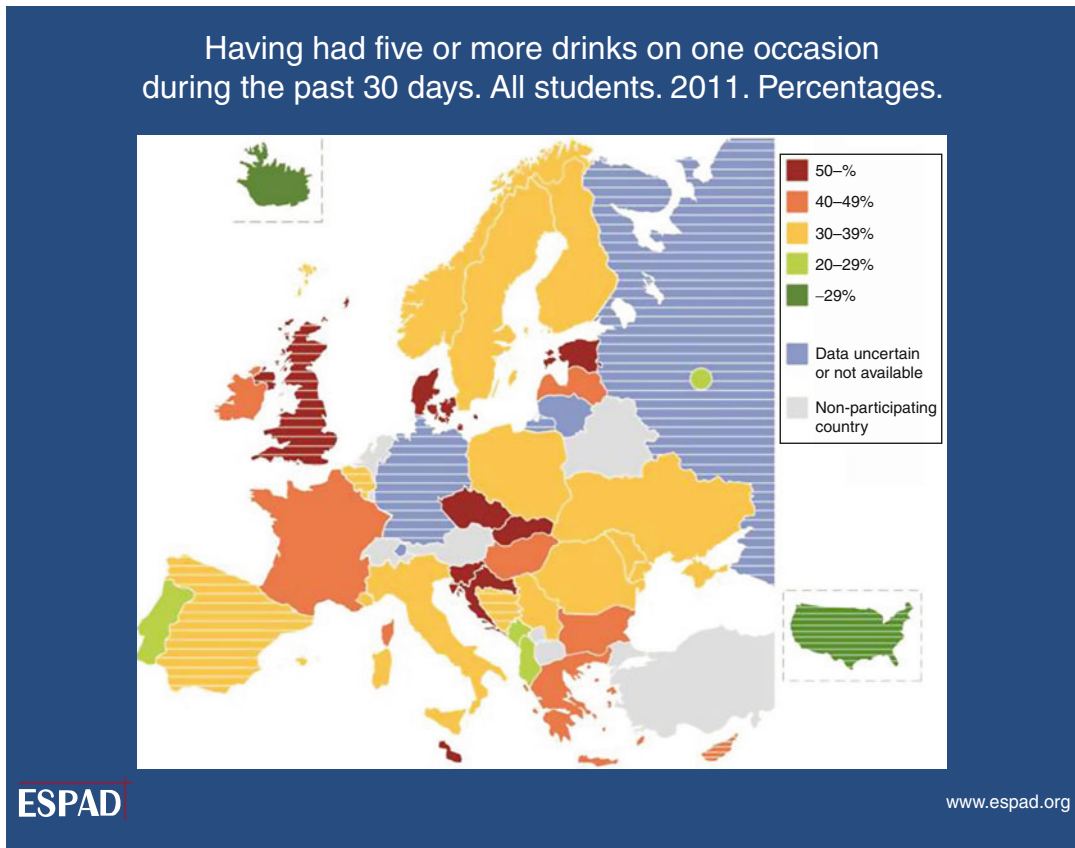 Having had five or more drinks on one occasion
during the past 30 days. All students. 2011. Percentages.
50–%
40–49%
30–39%
20–29%
–29%
Data uncertain
or not available
Non-participating
country
ESPAD
www.espad.org